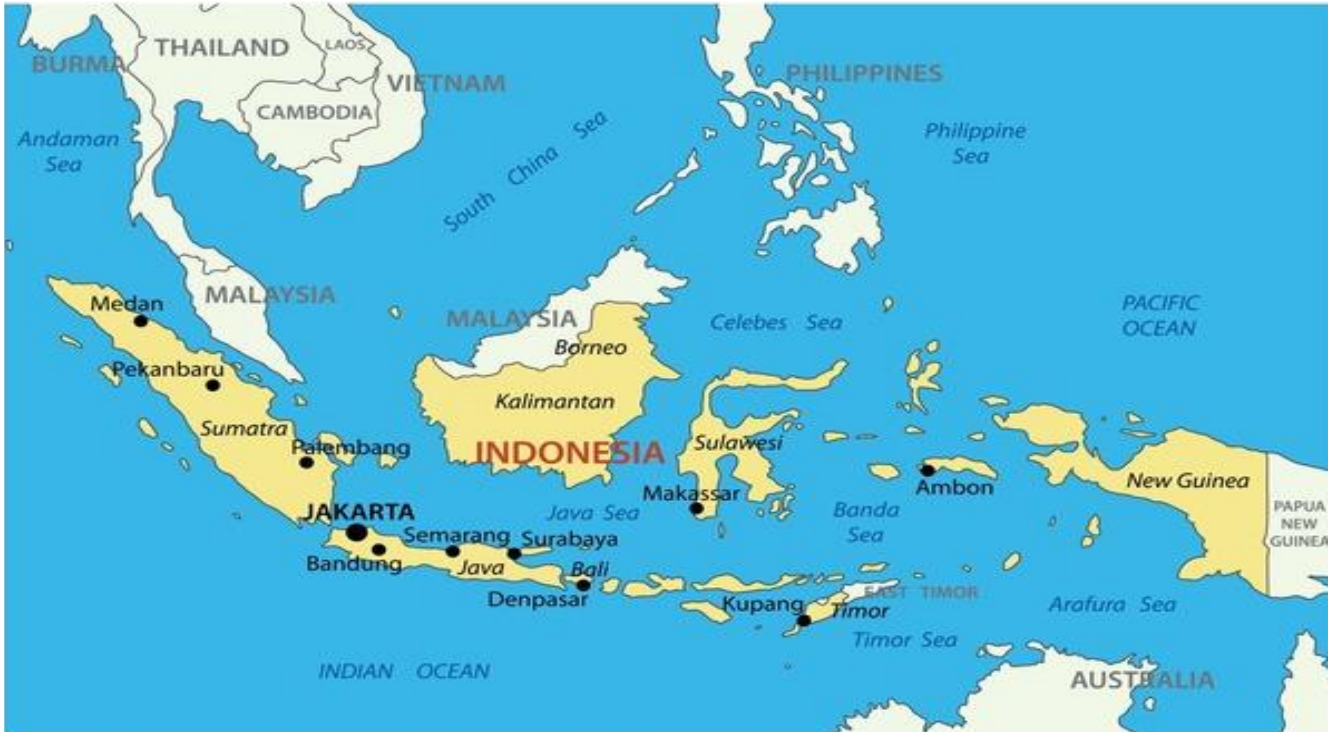 THAILAND
LAOS
BURMA
VIETNAM
CAMBODIA
PHILIPPINES
Andaman
Sea
South China Sea
Philippine
Sea
MALAYSIA
Medan
MALAYSIA
Celebes Sea
PACIFIC
OCEAN
Borneo
Pekanbaru
Kalimantan
Sumatra
Palembang
INDONESIA
Sulawesi
New Guinea
Ambon
Makassar
JAKARTA
Java Sea
Banda
Sea
PAPUA
NEW
GUINEA
Semarang
Surabaya
Bandung
Java
Bali
Denpasar
Kupang
EAST TIMOR
Timor
Arafura Sea
Timor Sea
INDIAN OCEAN
AUSTRALIA